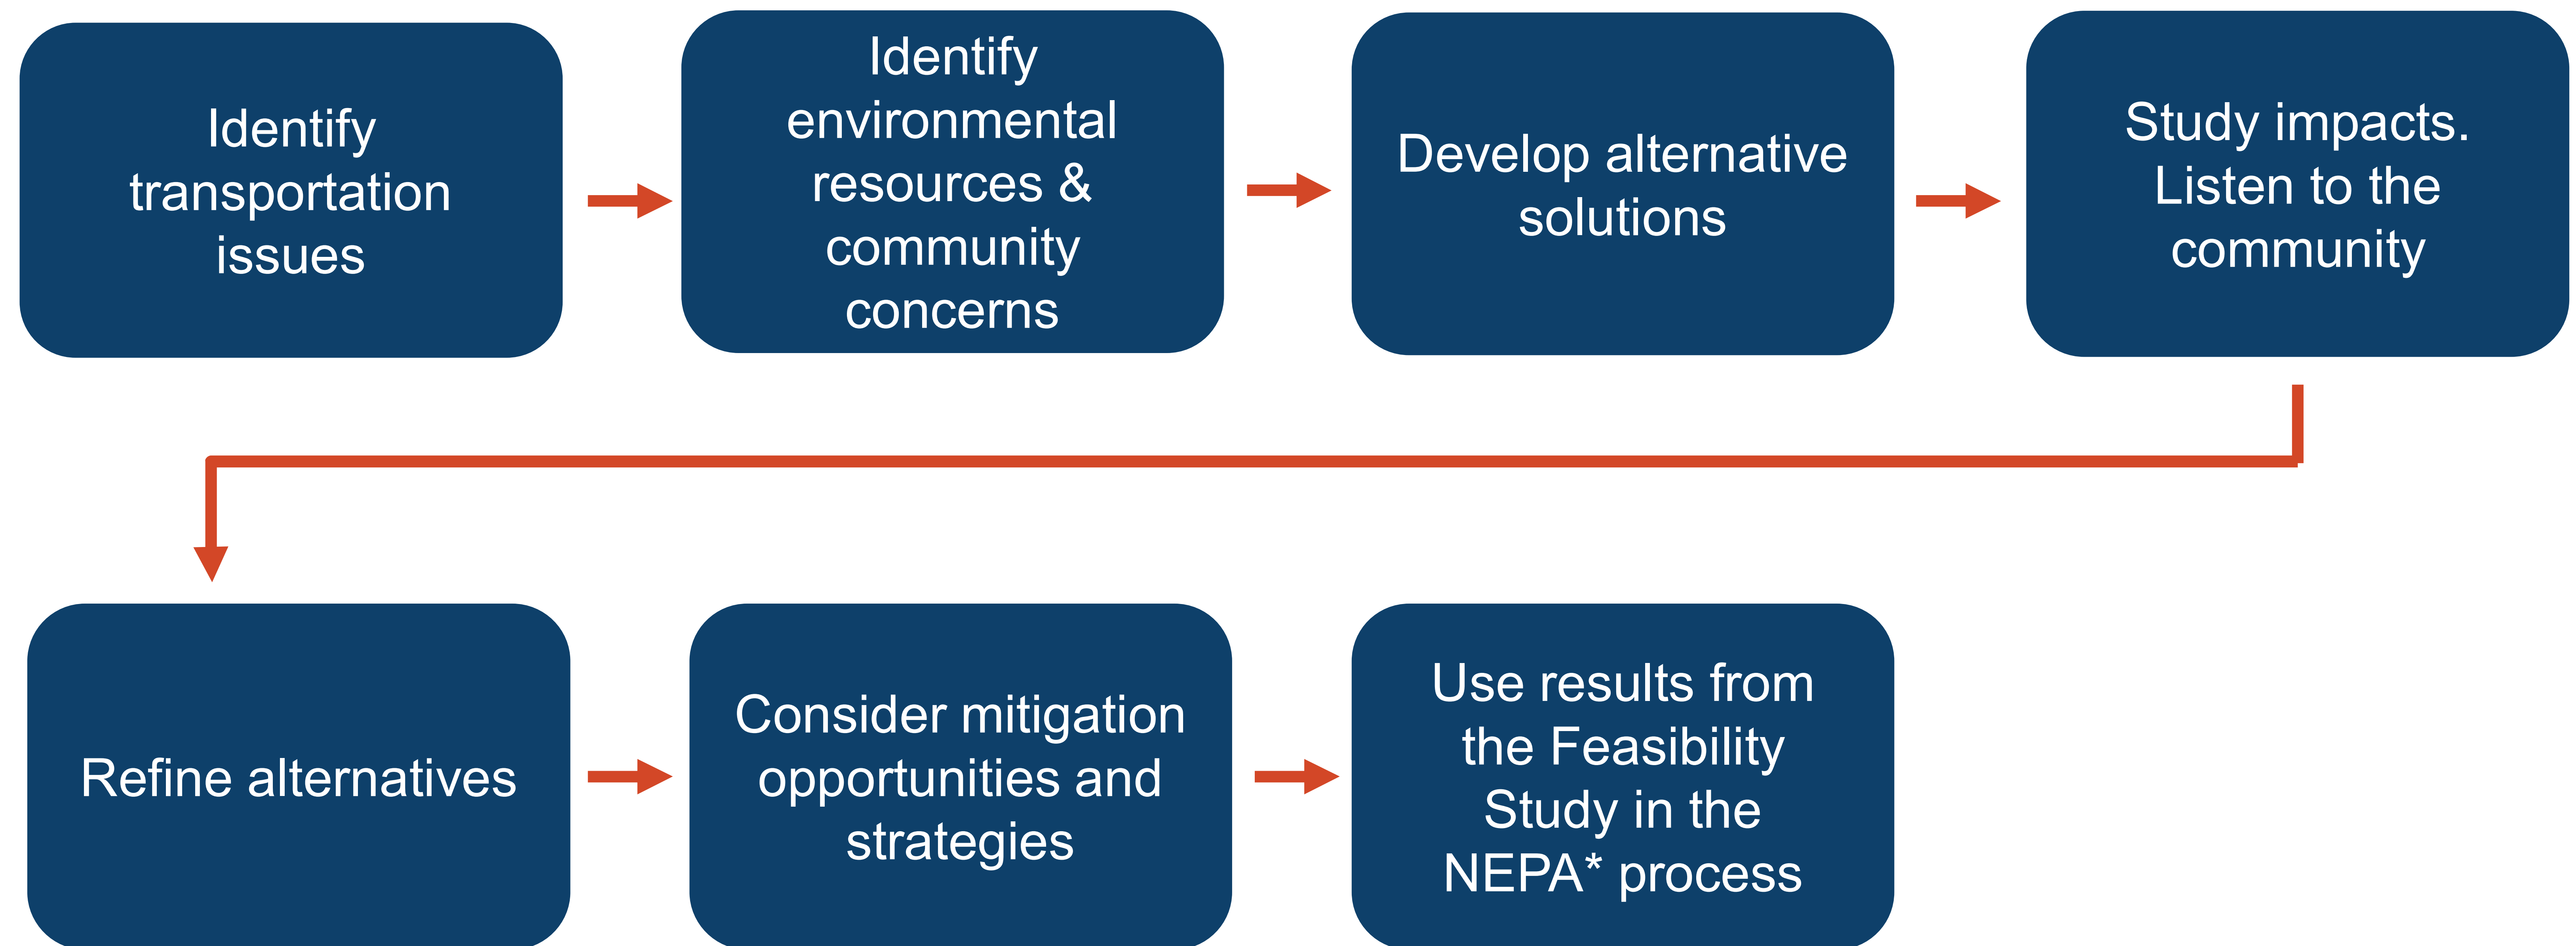 Identify
transportation
issues
Identify
environmental
resources &
community
concerns
Develop alternative
solutions
Study impacts.
Listen to the
community
Refine alternatives
Consider mitigation
opportunities and
strategies
Use results from
the Feasibility
Study in the
NEPA* process